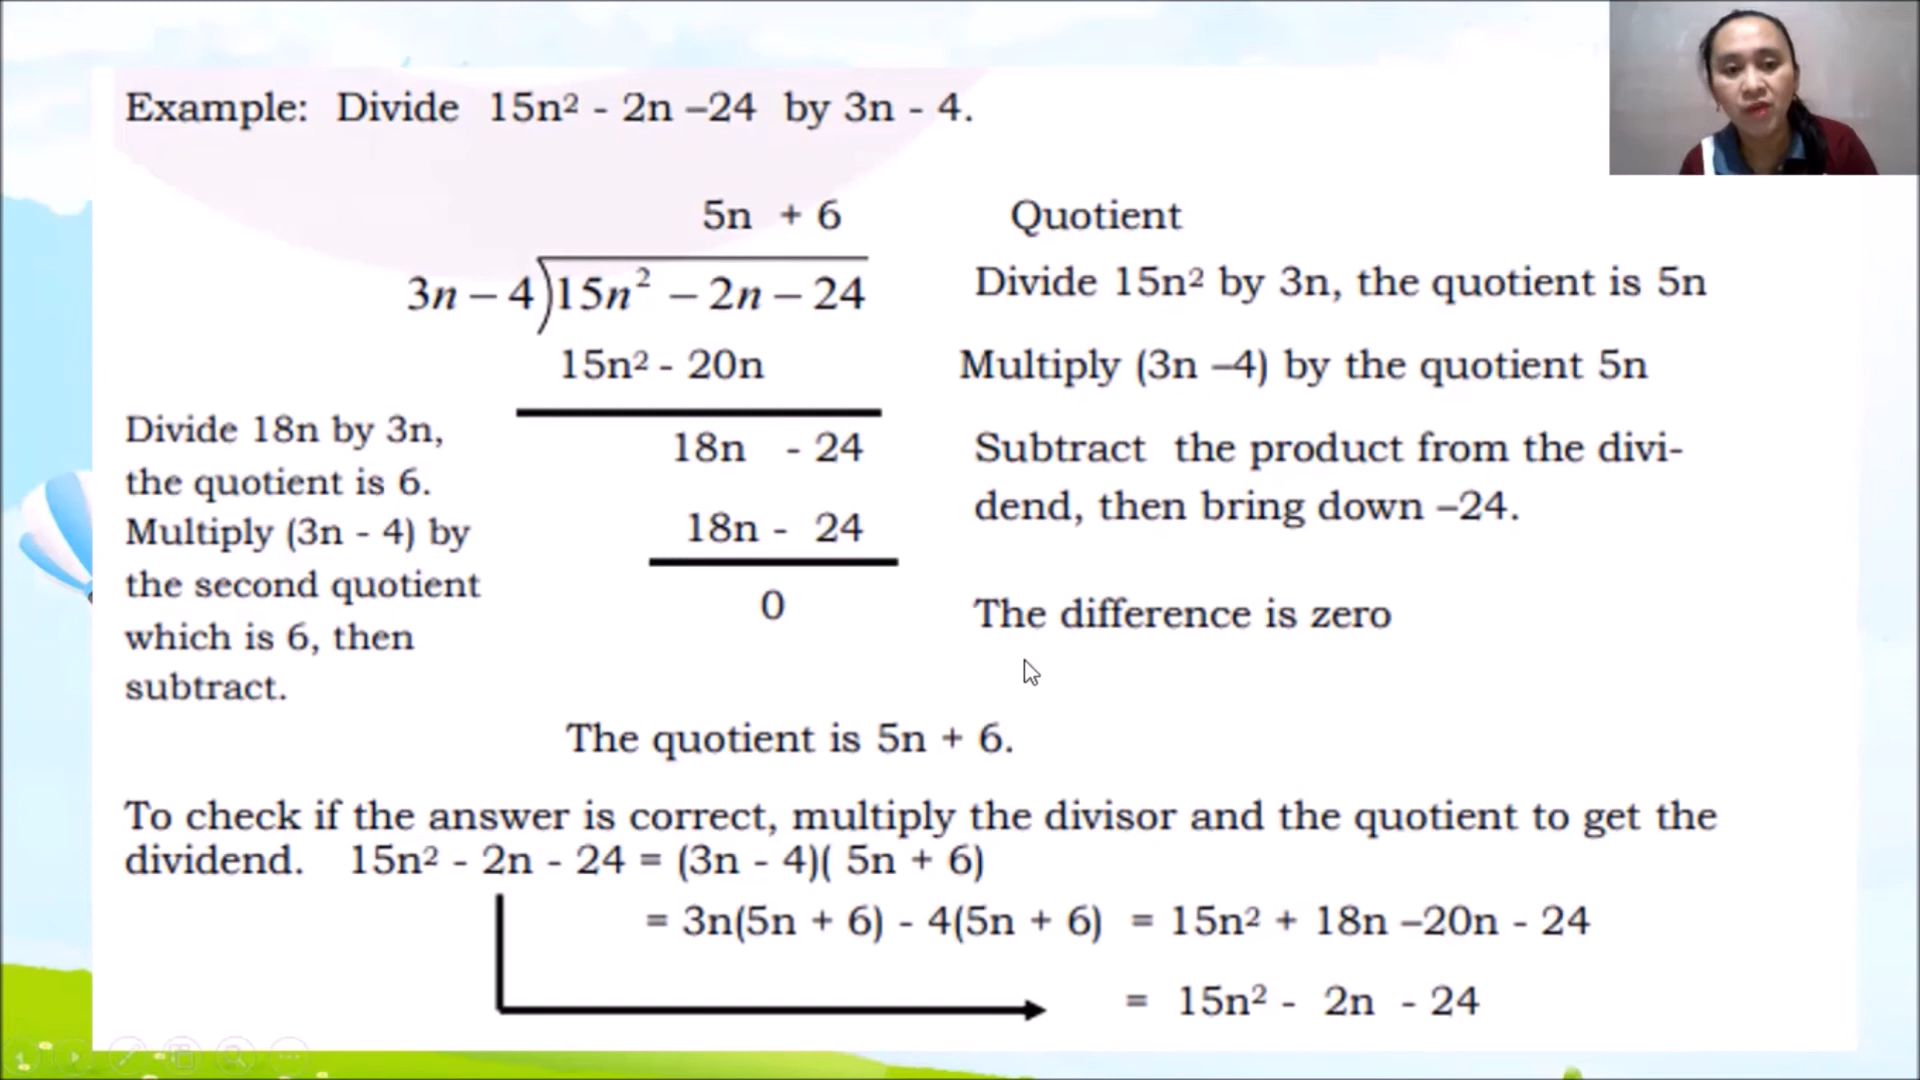 Example: Divide 15n² - 2n –24 by 3n - 4.
5n + 6 Quotient
3n – 4)15n² – 2n – 24 Divide 15n² by 3n, the quotient is 5n
15n² - 20n Multiply (3n –4) by the quotient 5n
18n - 24 Subtract the product from the divi-
dend, then bring down –24.
Divide 18n by 3n,
the quotient is 6.
Multiply (3n - 4) by
the second quotient
which is 6, then
subtract.
18n - 24
0 The difference is zero
The quotient is 5n + 6.
To check if the answer is correct, multiply the divisor and the quotient to get the
dividend. 15n² - 2n - 24 = (3n - 4)( 5n + 6)
= 3n(5n + 6) - 4(5n + 6) = 15n² + 18n –20n - 24
= 15n² - 2n - 24